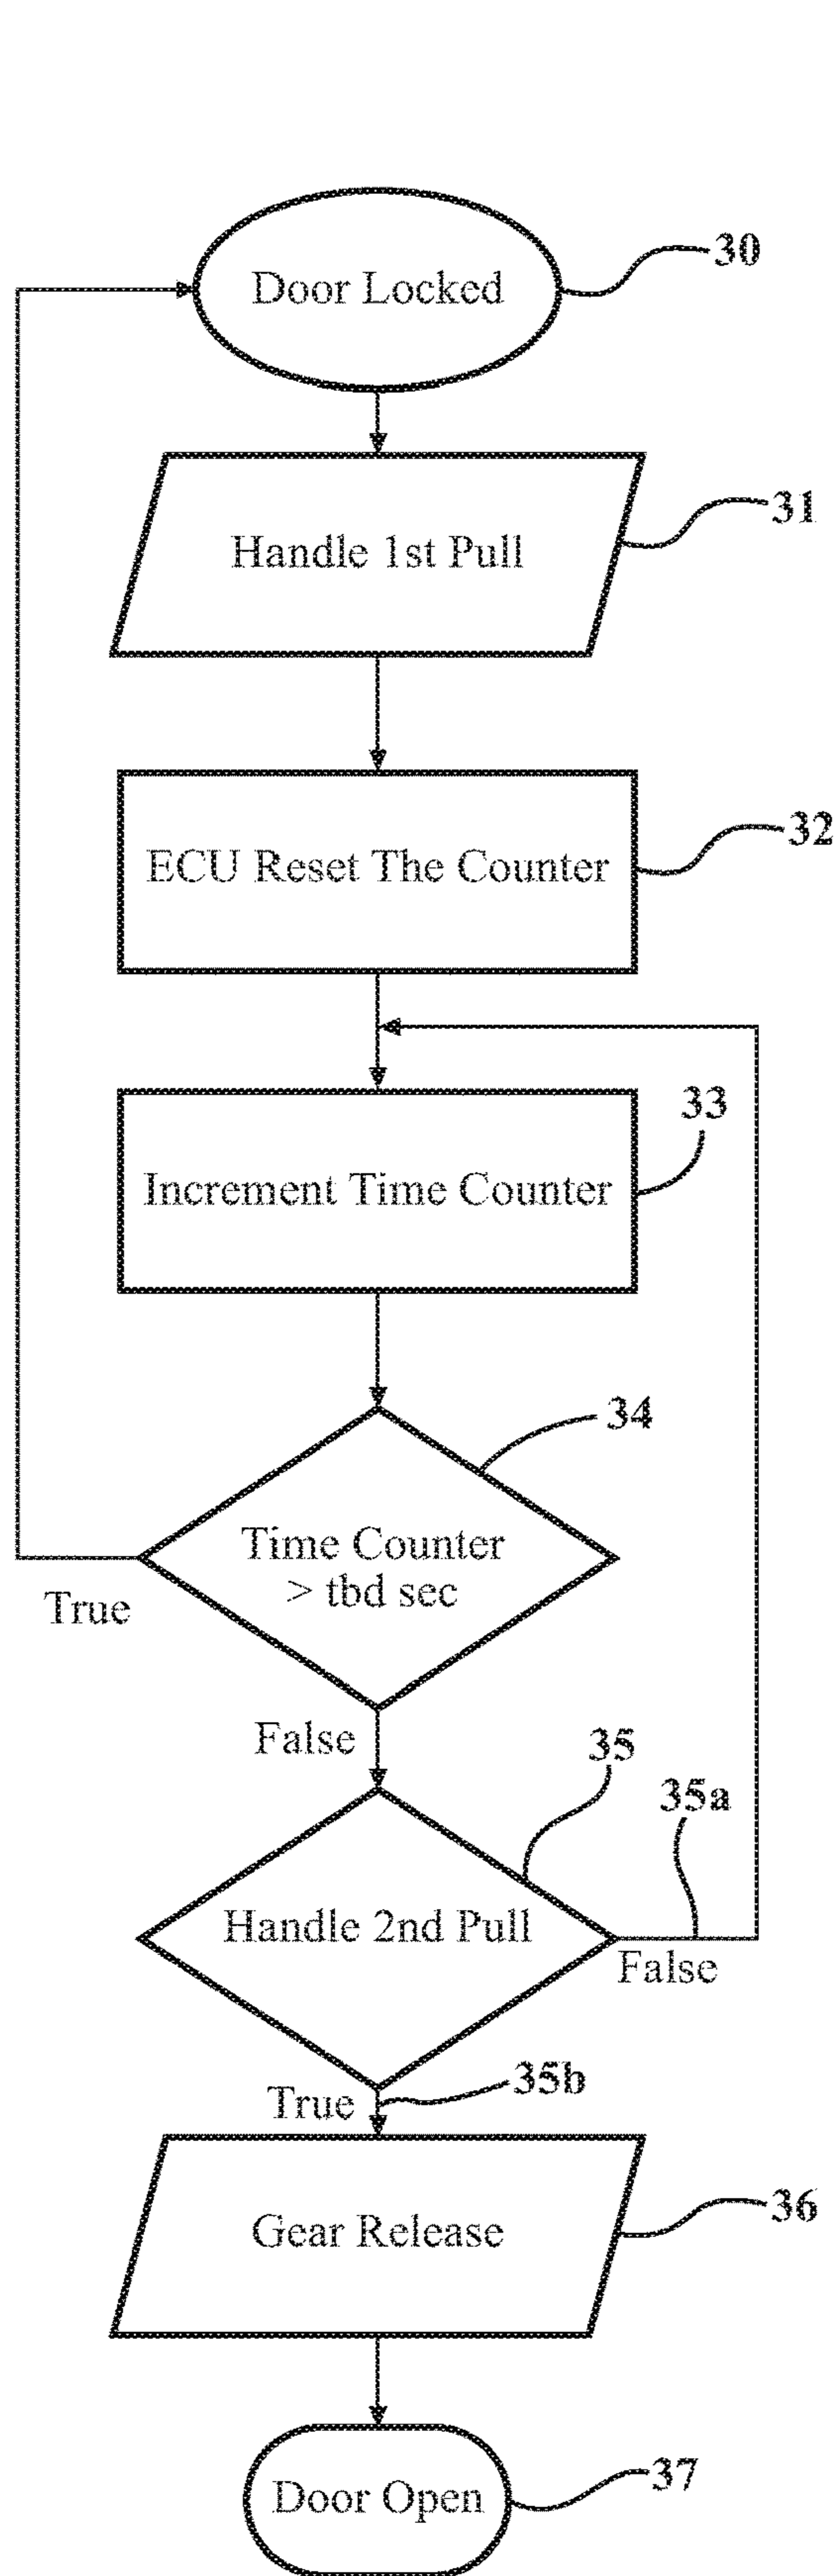 Door Locked
30
Handle 1st Pull
31
ECU Reset The Counter
32
33
Increment Time Counter
34
Time Counter
> tbd sec
True
False
35
35a
Handle 2nd Pull
False
True
35b
36
Gear Release
Door Open
37